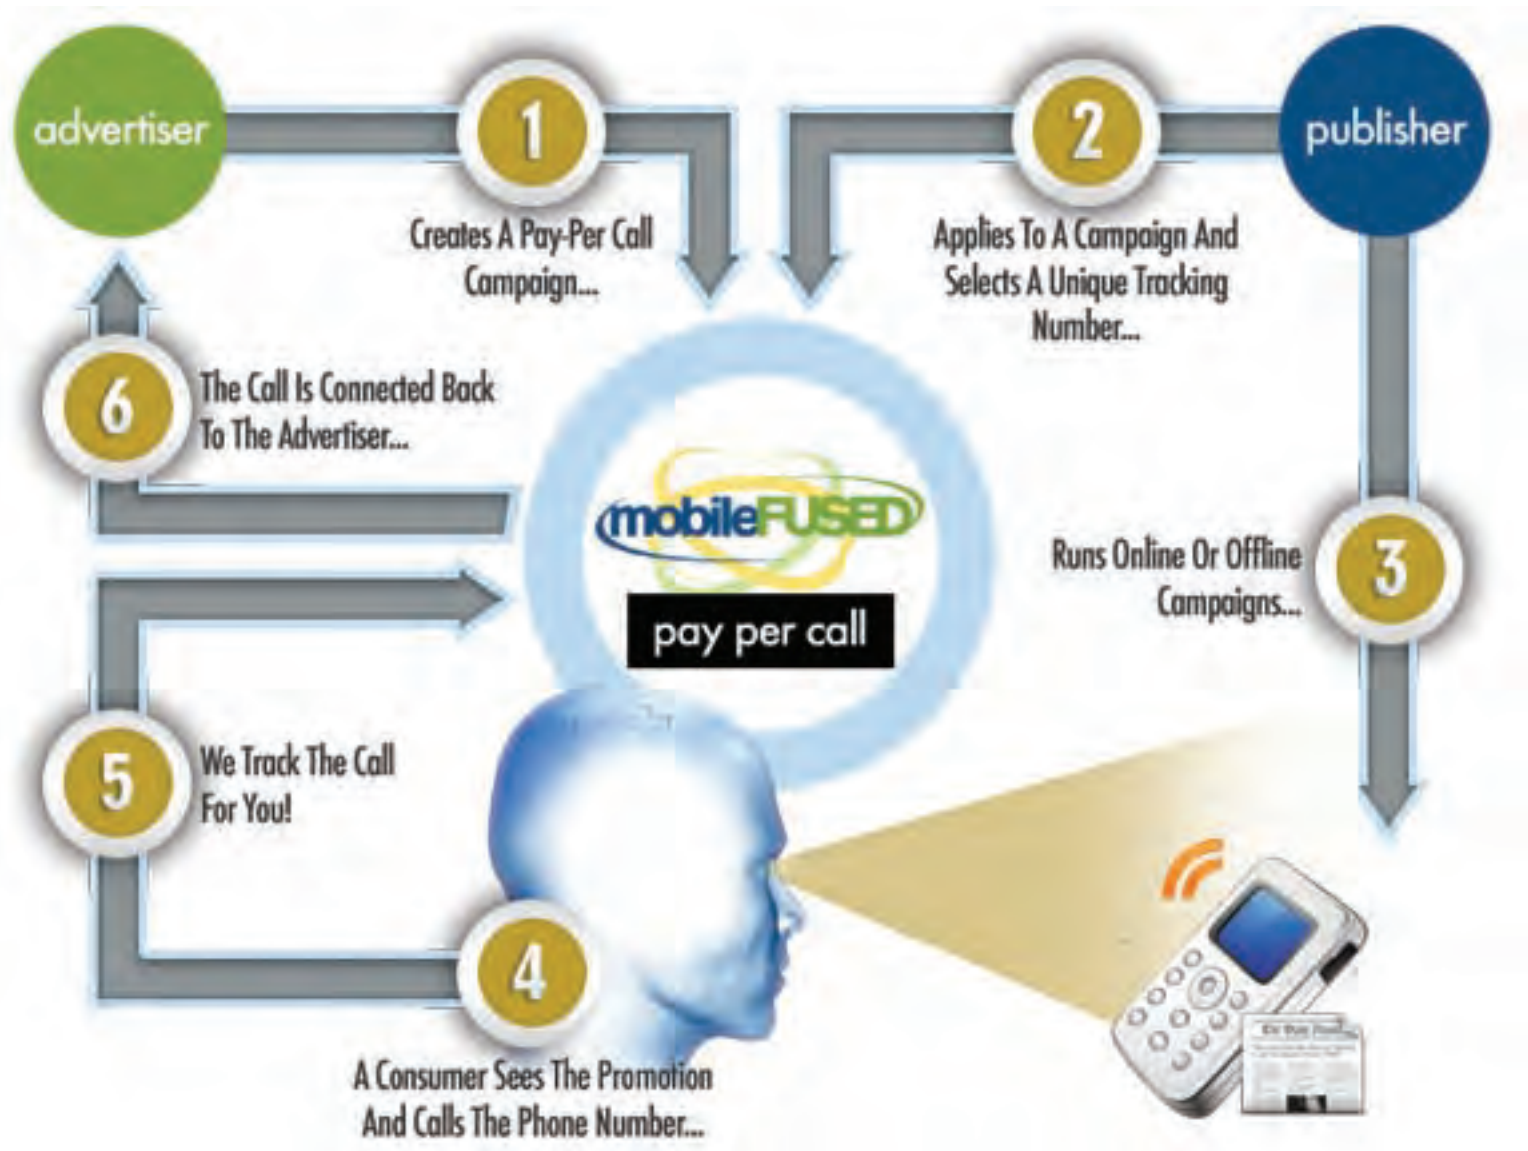 advertiser
1
2
publisher
Creates A Pay-Per Call
Campaign...
Applies To A Campaign And
Selects A Unique Tracking
Number...
6
The Call Is Connected Back
To The Advertiser...
mobileFUSED
pay per call
Runs Online Or Offline
Campaigns...
3
5
We Track The Call
For You!
4
A Consumer Sees The Promotion
And Calls The Phone Number...